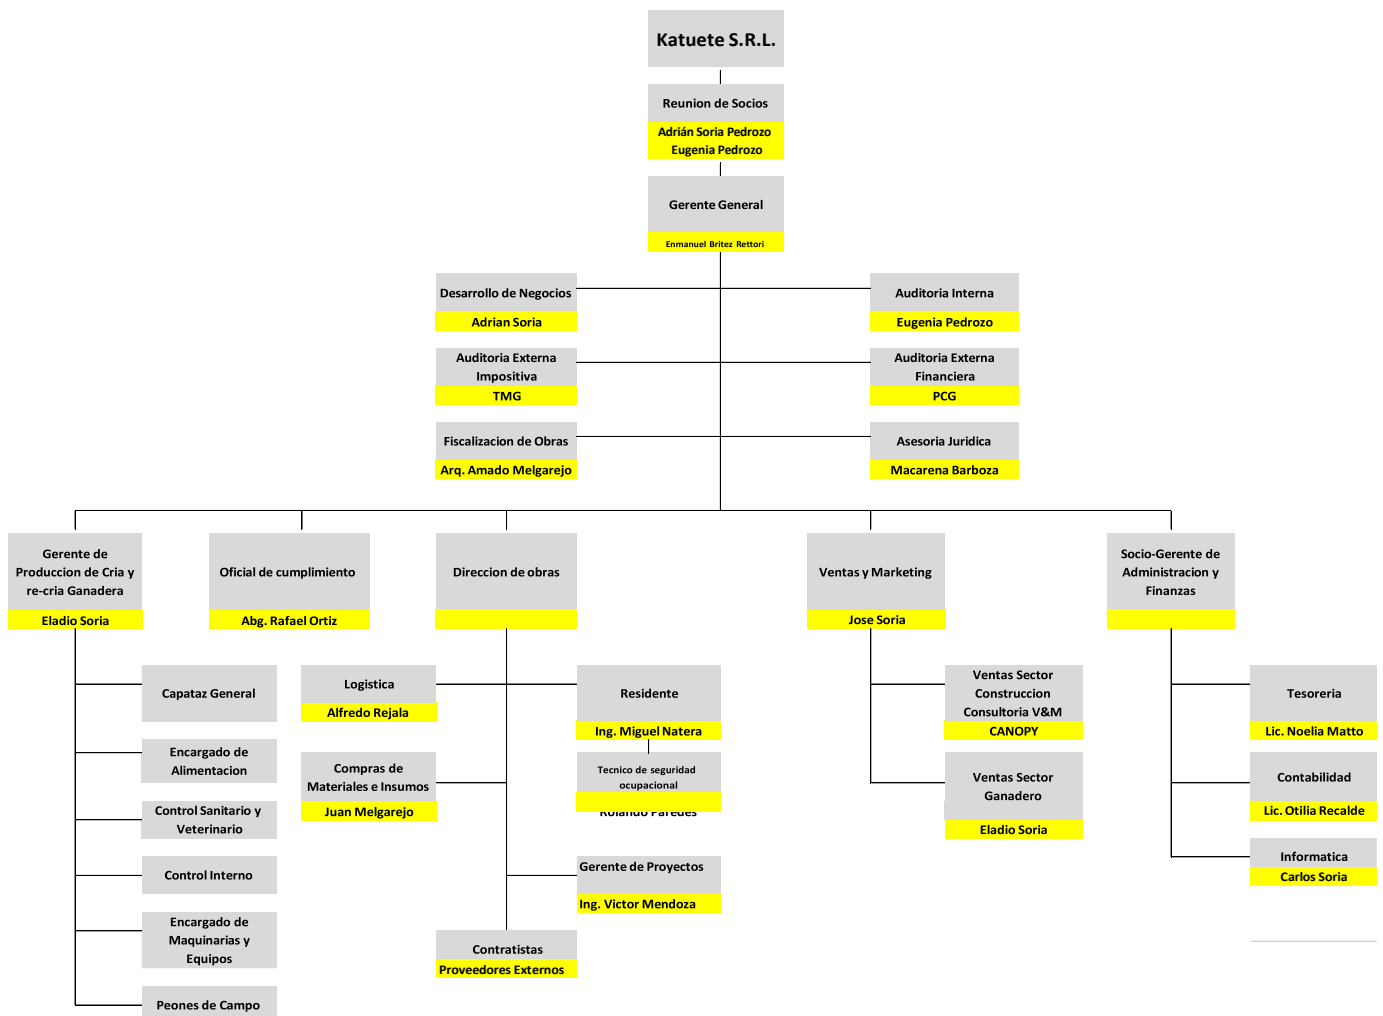 Katuete S.R.L.
Reunion de Socios
Adrián Soria Pedrozo
Eugenia Pedrozo
Gerente General
Enmanuel Britez Rettori
Desarrollo de Negocios
Adrian Soria
Auditoria Interna
Eugenia Pedrozo
Auditoria Externa
Impositiva
TMG
Auditoria Externa
Financiera
PCG
Fiscalizacion de Obras
Arq. Amado Melgarejo
Asesoria Juridica
Macarena Barboza
Gerente de
Produccion de Cria y
re-cria Ganadera
Eladio Soria
Oficial de cumplimiento
Abg. Rafael Ortiz
Direccion de obras
Ventas y Marketing
Jose Soria
Socio-Gerente de
Administracion y
Finanzas
Capataz General
Encargado de
Alimentacion
Control Sanitario y
Veterinario
Control Interno
Encargado de
Maquinarias y
Equipos
Peones de Campo
Logistica
Alfredo Rejala
Compras de
Materiales e Insumos
Juan Melgarejo
Residente
Ing. Miguel Natera
Tecnico de seguridad
ocupacional
Rolando Paredes
Gerente de Proyectos
Ing. Victor Mendoza
Contratistas
Proveedores Externos
Ventas Sector
Construccion
Consultoria V&M
CANOPY
Ventas Sector
Ganadero
Eladio Soria
Tesoreria
Lic. Noelia Matto
Contabilidad
Lic. Otilia Recalde
Informatica
Carlos Soria